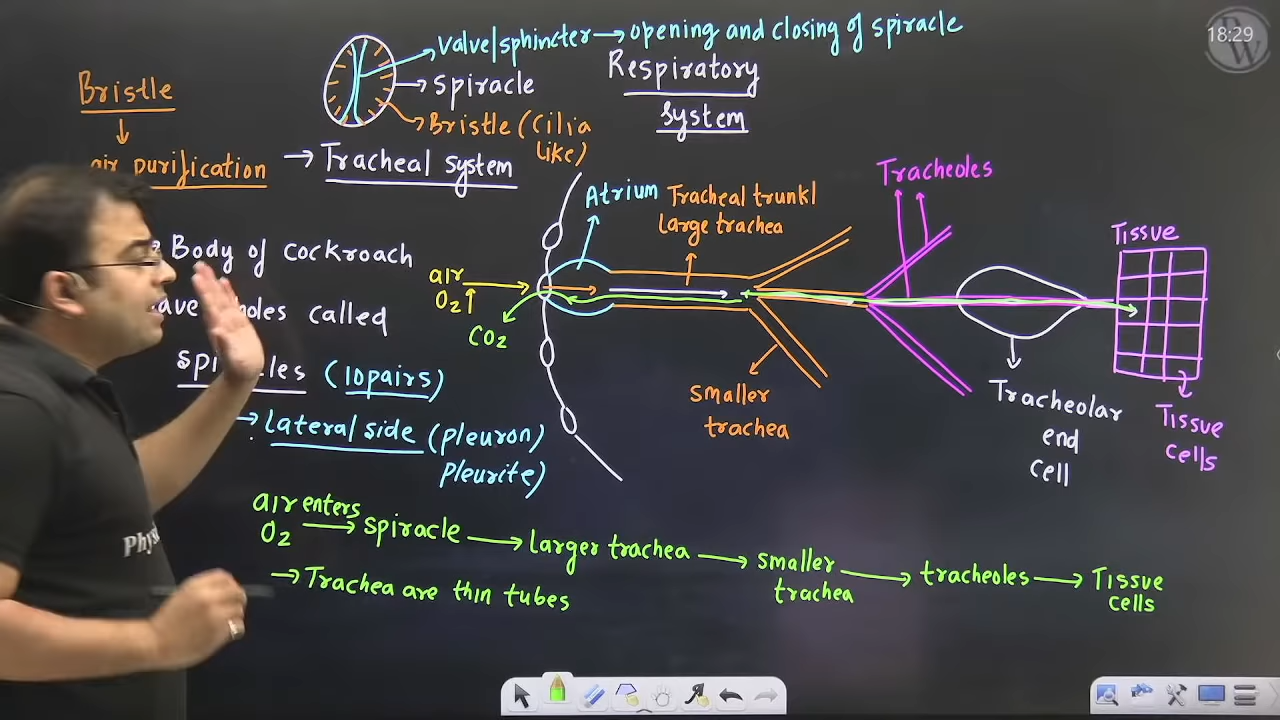 18:29
Valve/sphincter → opening and closing of spiracle
Respiratory
System
→ spiracle
→ Bristle (Cilia
like)
Bristle
↓
air purification
→ Tracheal system
Body of cockroach
holes called
(10pairs)
→ Lateral side (pleuron)
pleurite)
Atrium
Tracheal trunk/
Large trachea
Tracheoles
Tissue
air
O2
CO2
smaller
trachea
Tracheolar
end
cell
Tissue
cells
air enters
O2 → spiracle → larger trachea → smaller
trachea → tracheoles → Tissue
cells
→ Trachea are thin tubes